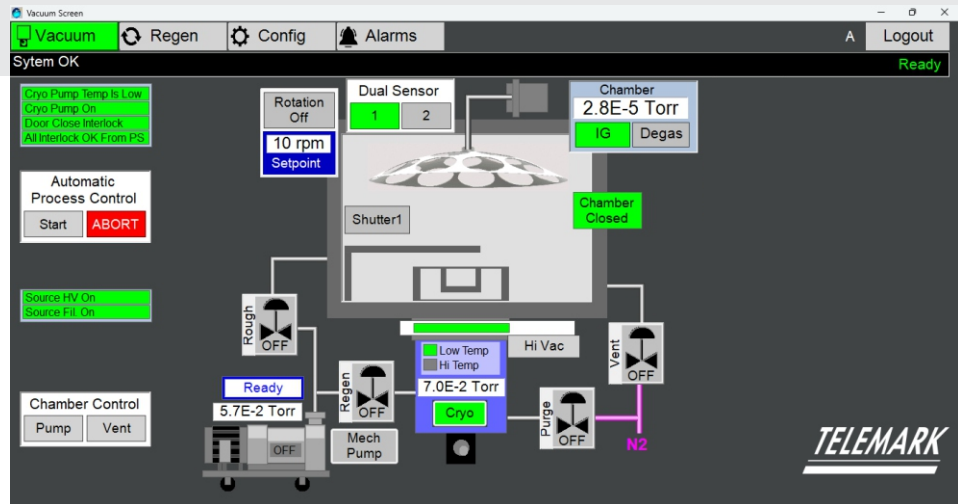 Vacuum Screen
Vacuum
Regen
Config
Alarms
A
Logout
Sytem OK
Ready
Cryo Pump Temp Is Low
Cryo Pump On
Door Close Interlock
All Interlock OK From PS
Rotation
Off
10 rpm
Setpoint
Dual Sensor
1
2
Chamber
2.8E-5 Torr
IG
Degas
Automatic
Process Control
Start
ABORT
Shutter1
Chamber
Closed
Source HV On
Source Fil. On
Rough
OFF
Low Temp
Hi Temp
Hi Vac
Vent
OFF
Ready
5.7E-2 Torr
Regen
OFF
7.0E-2 Torr
Cryo
Purge
OFF
N2
Chamber Control
Pump
Vent
OFF
Mech
Pump
TELEMARK